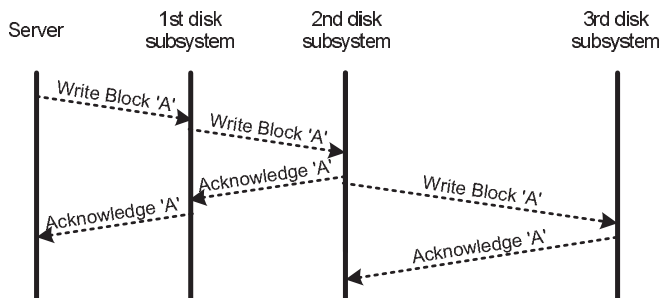 Server
1st disk
subsystem
2nd disk
subsystem
3rd disk
subsystem
Write Block 'A'
Write Block 'A'
Acknowledge 'A'
Write Block 'A'
Acknowledge 'A'
Acknowledge 'A'